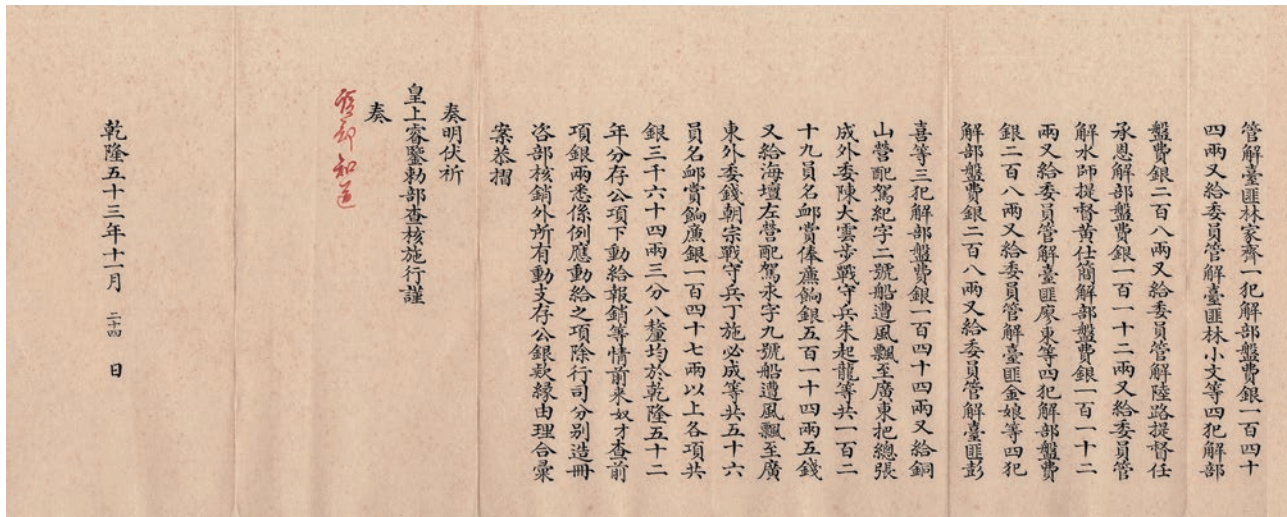 管解臺匪林家齊一犯解部盤費銀一百四十
四兩又給委員管解臺匪林小文等四犯解部
盤費銀二百八兩又給委員管解陸路提督任
承恩解部盤費銀一百一十二兩又給委員管
解水師提督黃仕簡解部盤費銀一百一十二
兩又給委員管解臺匪廖東等四犯解部盤費
銀二百八兩又給委員管解臺匪金娘等四犯
解部盤費銀二百八兩又給委員管解臺匪彭
喜等三犯解部盤費銀一百四十四兩又給銅
山營配駕紀字二號船遭風飄至廣東把總張
成外委陳大雲步戰守兵朱起龍等共一百二
十九員名卹賞俸廉餉銀五百一十四兩五錢
又給海壇左營配駕永字九號船遭風飄至廣
東外委錢朝宗戰守兵丁施必成等共五十六
員名卹賞餉廉銀一百四十七兩以上各項共
銀三千六十四兩三分八釐均於乾隆五十二
年分存公項下動給報銷等情前來奴才查前
項銀兩悉係例應動給之項除行司分別造冊
咨部核銷外所有動支存公銀款緣由理合彙
案恭摺
奏明伏祈
皇上睿鑒勅部查核施行謹
奏
該部知道
乾隆五十三年十一月 二十四 日